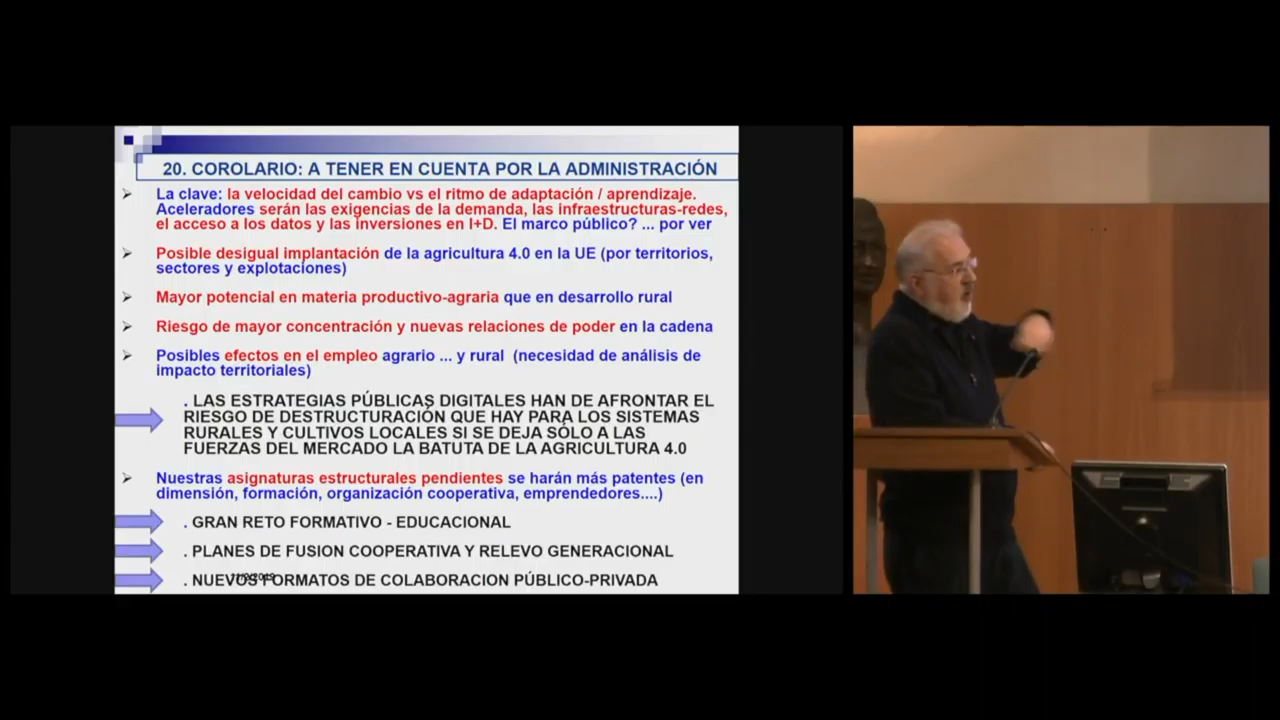 20. COROLARIO: A TENER EN CUENTA POR LA ADMINISTRACIÓN
La clave: la velocidad del cambio vs el ritmo de adaptación / aprendizaje.
Aceleradores serán las exigencias de la demanda, las infraestructuras-redes,
el acceso a los datos y las inversiones en I+D. El marco público? ... por ver
Posible desigual implantación de la agricultura 4.0 en la UE (por territorios,
sectores y explotaciones)
Mayor potencial en materia productivo-agraria que en desarrollo rural
Riesgo de mayor concentración y nuevas relaciones de poder en la cadena
Posibles efectos en el empleo agrario ... y rural (necesidad de análisis de
impacto territoriales)
. LAS ESTRATEGIAS PÚBLICAS DIGITALES HAN DE AFRONTAR EL
RIESGO DE DESTRUCTURACIÓN QUE HAY PARA LOS SISTEMAS
RURALES Y CULTIVOS LOCALES SI SE DEJA SÓLO A LAS
FUERZAS DEL MERCADO LA BATUTA DE LA AGRICULTURA 4.0
Nuestras asignaturas estructurales pendientes se harán más patentes (en
dimensión, formación, organización cooperativa, emprendedores....)
. GRAN RETO FORMATIVO - EDUCACIONAL
. PLANES DE FUSION COOPERATIVA Y RELEVO GENERACIONAL
. NUEVOS FORMATOS DE COLABORACION PÚBLICO-PRIVADA